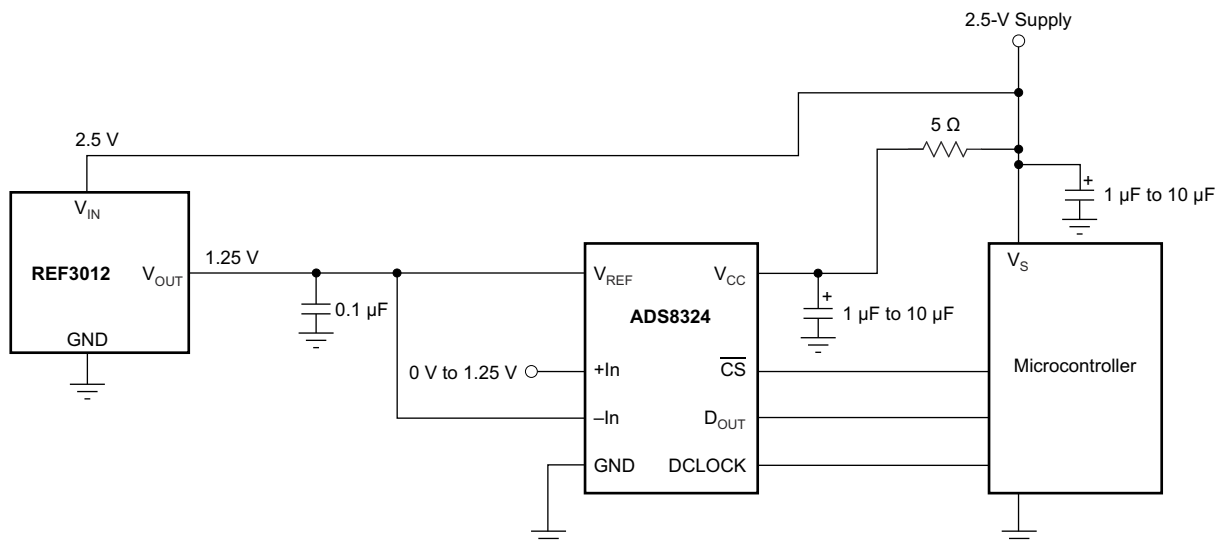 2.5-V Supply
2.5 V
5 Ω
+
1 µF to 10 µF
V_IN
REF3012
V_OUT
GND
1.25 V
0.1 µF
V_REF
V_CC
ADS8324
+
1 µF to 10 µF
0 V to 1.25 V
+In
C̅S̅
–In
D_OUT
GND
DCLOCK
V_S
Microcontroller